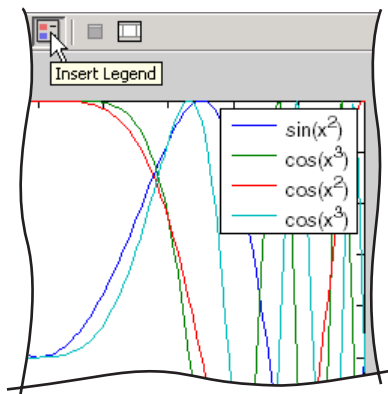 Insert Legend
sin(x²)
cos(x³)
cos(x²)
cos(x³)